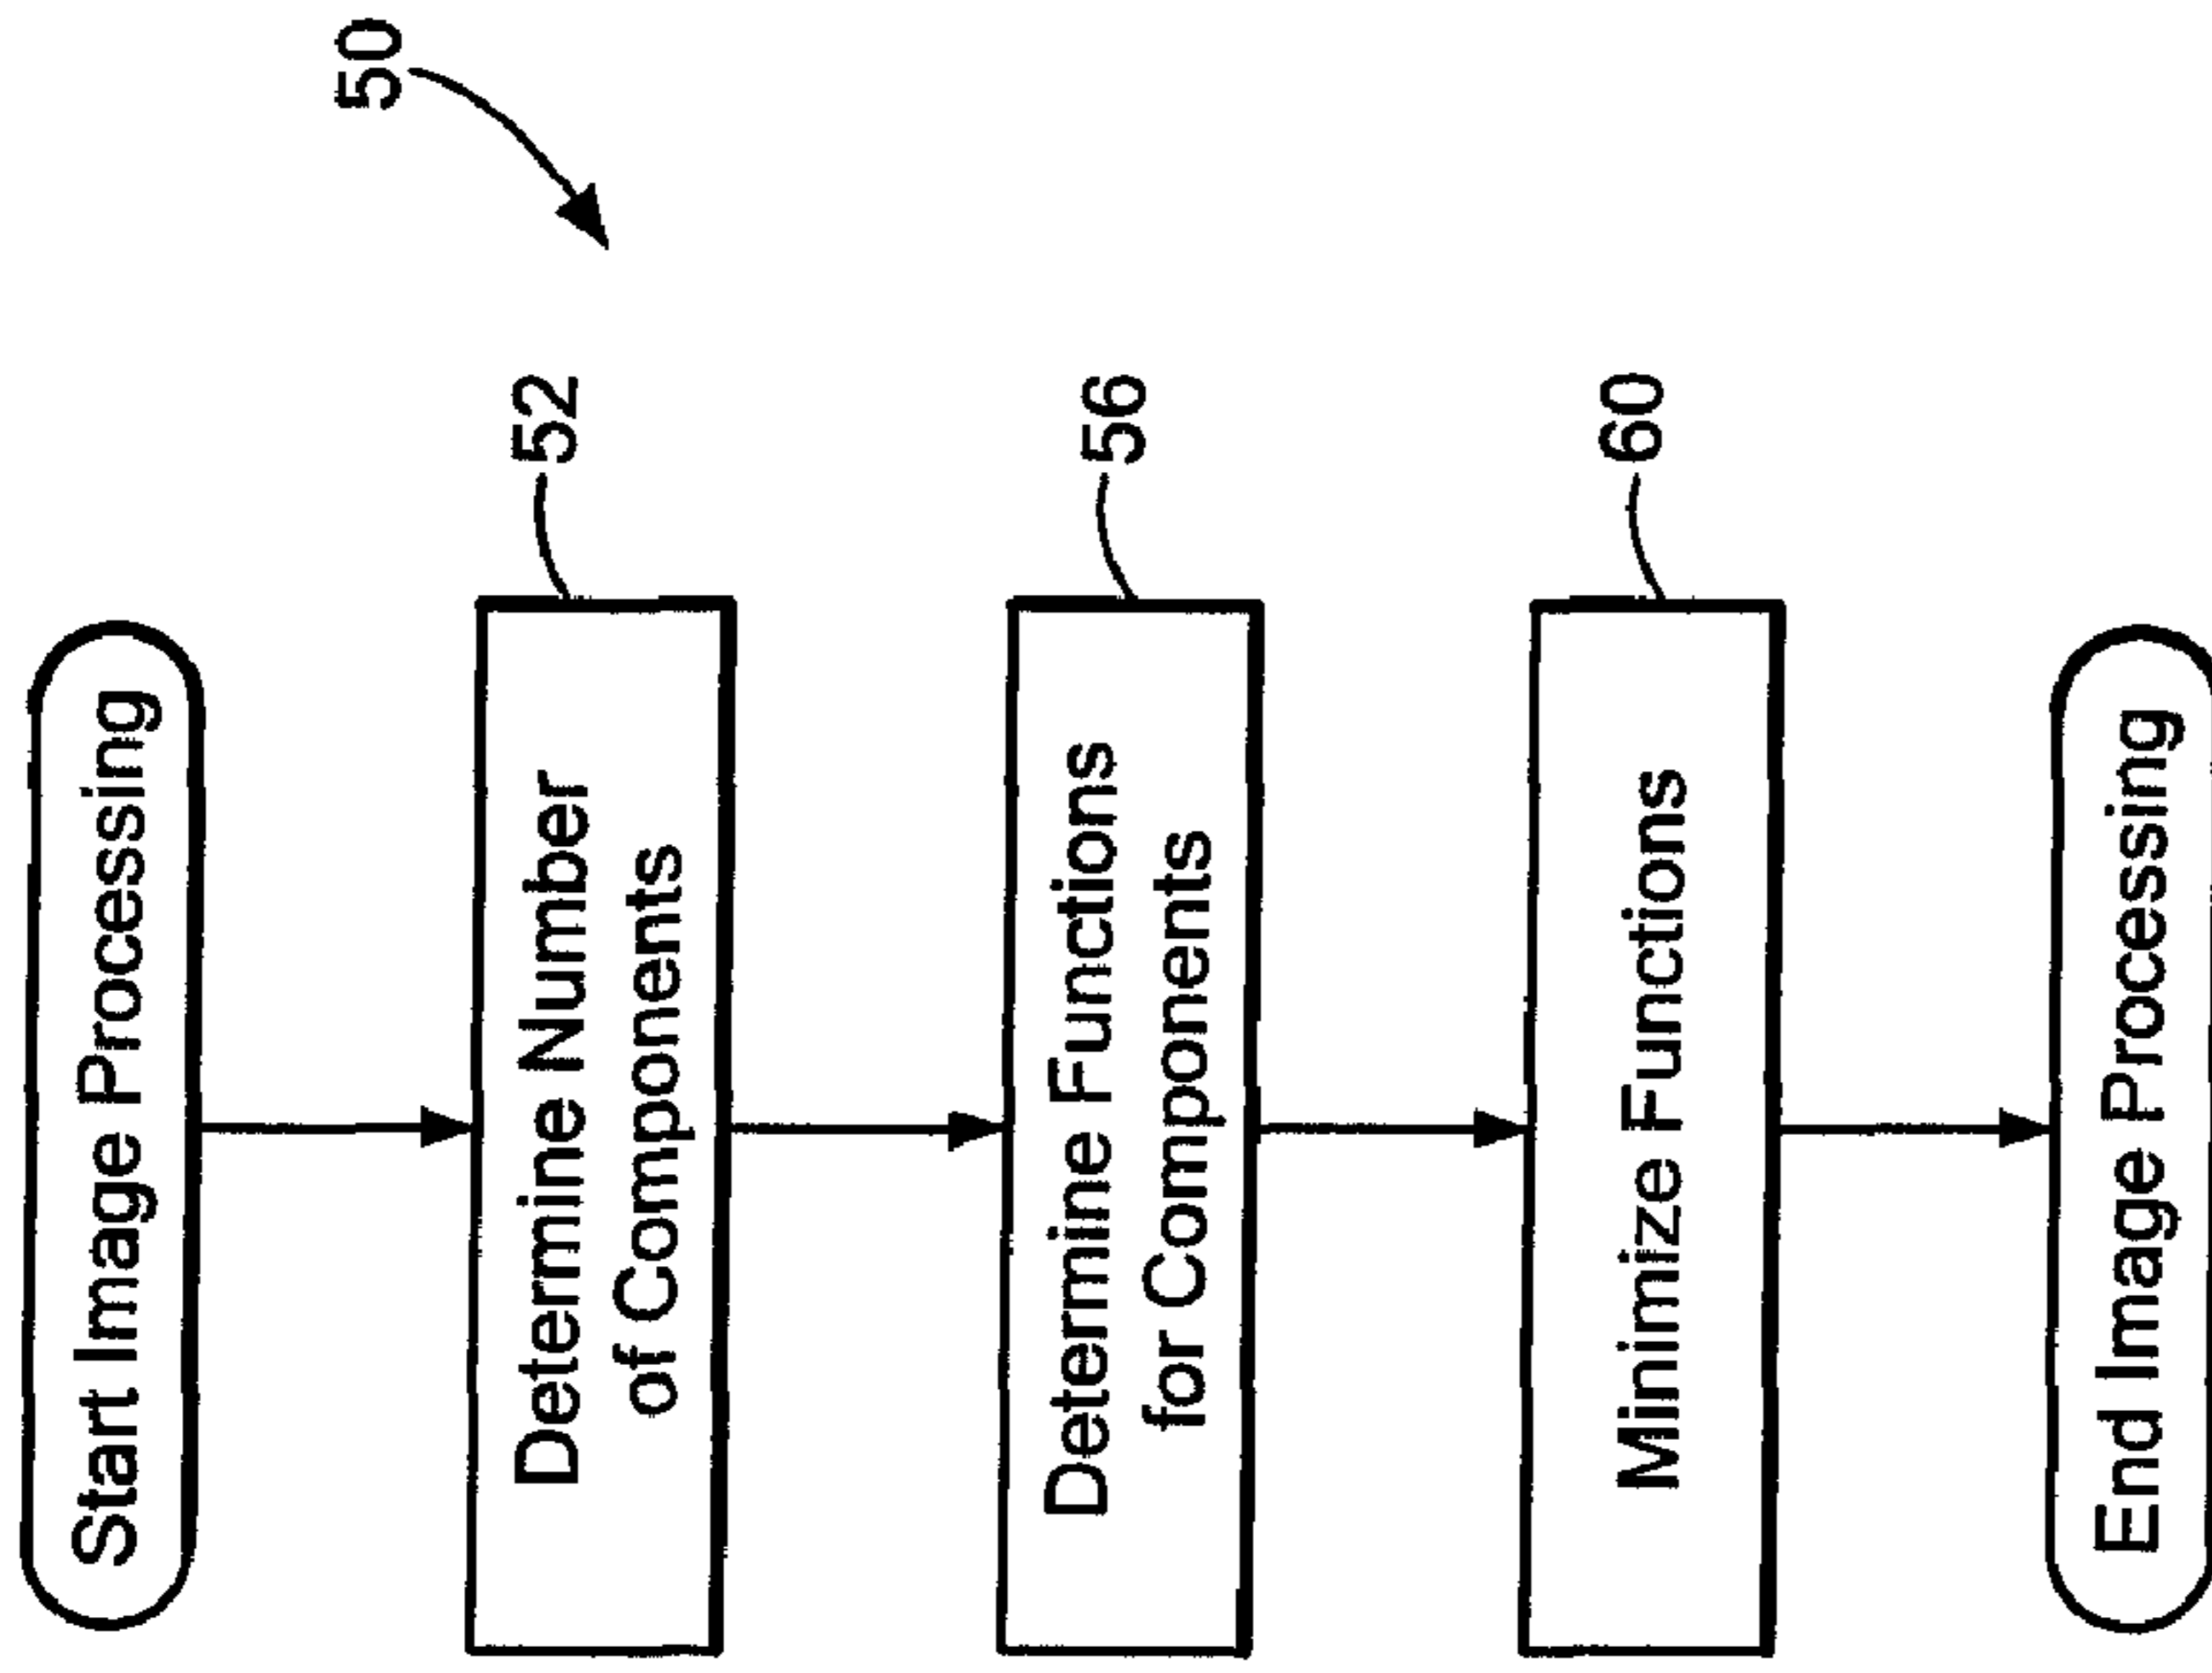 50
Start Image Processing
52
Determine Number
of Components
56
Determine Functions
for Components
60
Minimize Functions
End Image Processing